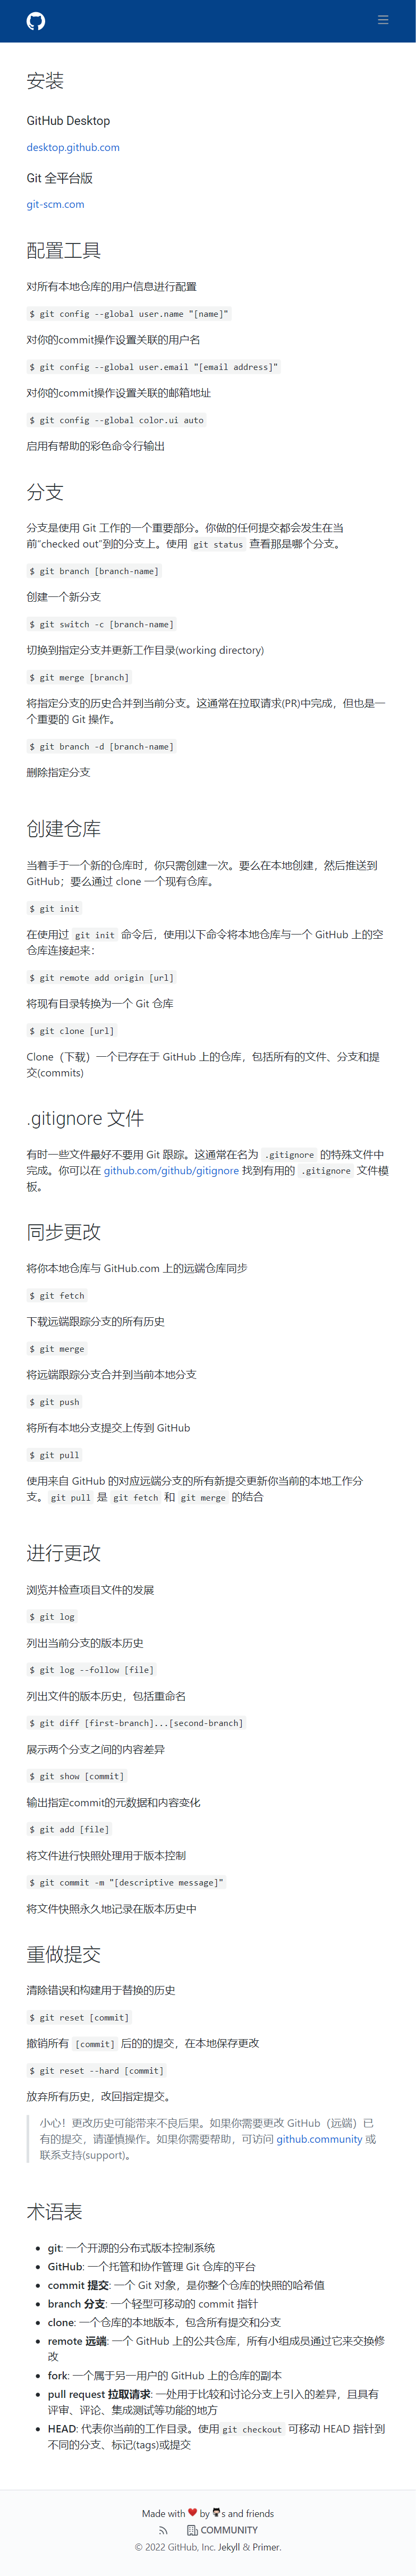 安装
GitHub Desktop
desktop.github.com
Git 全平台版
git-scm.com
配置工具
对所有本地仓库的用户信息进行配置
$ git config --global user.name "[name]"
对你的commit操作设置关联的用户名
$ git config --global user.email "[email address]"
对你的commit操作设置关联的邮箱地址
$ git config --global color.ui auto
启用有帮助的彩色命令行输出
分支
分支是使用 Git 工作的一个重要部分。你做的任何提交都会发生在当
前“checked out”到的分支上。使用 git status 查看那是哪个分支。
$ git branch [branch-name]
创建一个新分支
$ git switch -c [branch-name]
切换到指定分支并更新工作目录(working directory)
$ git merge [branch]
将指定分支的历史合并到当前分支。这通常在拉取请求(PR)中完成，但也是一
个重要的 Git 操作。
$ git branch -d [branch-name]
删除指定分支
创建仓库
当着手于一个新的仓库时，你只需创建一次。要么在本地创建，然后推送到
GitHub；要么通过 clone 一个现有仓库。
$ git init
在使用过 git init 命令后，使用以下命令将本地仓库与一个 GitHub 上的空
仓库连接起来：
$ git remote add origin [url]
将现有目录转换为一个 Git 仓库
$ git clone [url]
Clone（下载）一个已存在于 GitHub 上的仓库，包括所有的文件、分支和提
交(commits)
.gitignore 文件
有时一些文件最好不要用 Git 跟踪。这通常在名为 .gitignore 的特殊文件中
完成。你可以在 github.com/github/gitignore 找到有用的 .gitignore 文件模
板。
同步更改
将你本地仓库与 GitHub.com 上的远端仓库同步
$ git fetch
下载远端跟踪分支的所有历史
$ git merge
将远端跟踪分支合并到当前本地分支
$ git push
将所有本地分支提交上传到 GitHub
$ git pull
使用来自 GitHub 的对应远端分支的所有新提交更新你当前的本地工作分
支。git pull 是 git fetch 和 git merge 的结合
进行更改
浏览并检查项目文件的发展
$ git log
列出当前分支的版本历史
$ git log --follow [file]
列出文件的版本历史，包括重命名
$ git diff [first-branch]...[second-branch]
展示两个分支之间的内容差异
$ git show [commit]
输出指定commit的元数据和内容变化
$ git add [file]
将文件进行快照处理用于版本控制
$ git commit -m "[descriptive message]"
将文件快照永久地记录在版本历史中
重做提交
清除错误和构建用于替换的历史
$ git reset [commit]
撤销所有 [commit] 后的的提交，在本地保存更改
$ git reset --hard [commit]
放弃所有历史，改回指定提交。
小心！更改历史可能带来不良后果。如果你需要更改 GitHub（远端）已
有的提交，请谨慎操作。如果你需要帮助，可访问 github.community 或
联系支持(support)。
术语表
git: 一个开源的分布式版本控制系统
GitHub: 一个托管和协作管理 Git 仓库的平台
commit 提交: 一个 Git 对象，是你整个仓库的快照的哈希值
branch 分支: 一个轻型可移动的 commit 指针
clone: 一个仓库的本地版本，包含所有提交和分支
remote 远端: 一个 GitHub 上的公共仓库，所有小组成员通过它来交换修
改
fork: 一个属于另一用户的 GitHub 上的仓库的副本
pull request 拉取请求: 一处用于比较和讨论分支上引入的差异，且具有
评审、评论、集成测试等功能的地方
HEAD: 代表你当前的工作目录。使用 git checkout 可移动 HEAD 指针到
不同的分支、标记(tags)或提交
Made with ❤️ by s and friends
COMMUNITY
© 2022 GitHub, Inc. Jekyll & Primer.